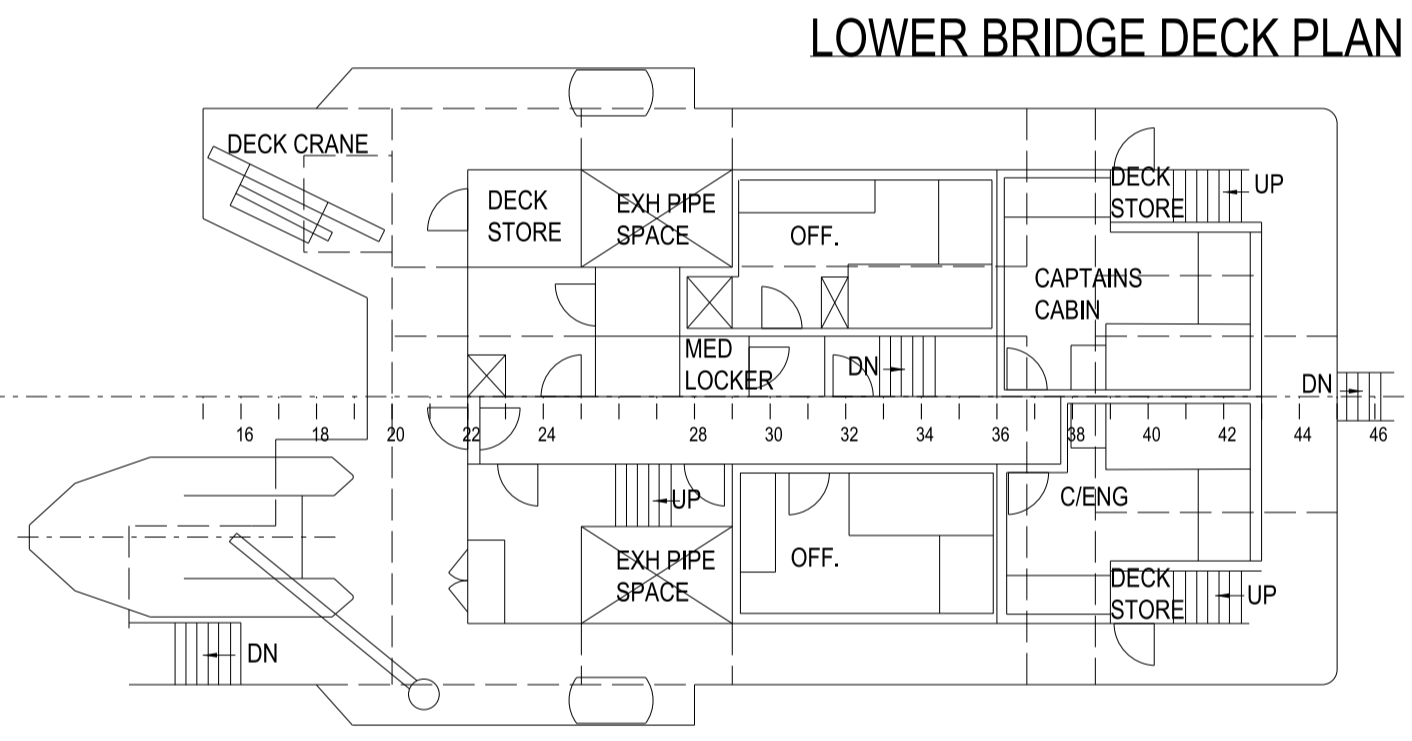 LOWER BRIDGE DECK PLAN
DECK CRANE
DECK
STORE
EXH PIPE
SPACE
OFF.
DECK
STORE
UP
CAPTAINS
CABIN
MED
LOCKER
DN
DN
16 18 20 22 24 28 30 32 34 36 38 40 42 44 46
UP
C/ENG
EXH PIPE
SPACE
OFF.
DECK
STORE
UP
DN